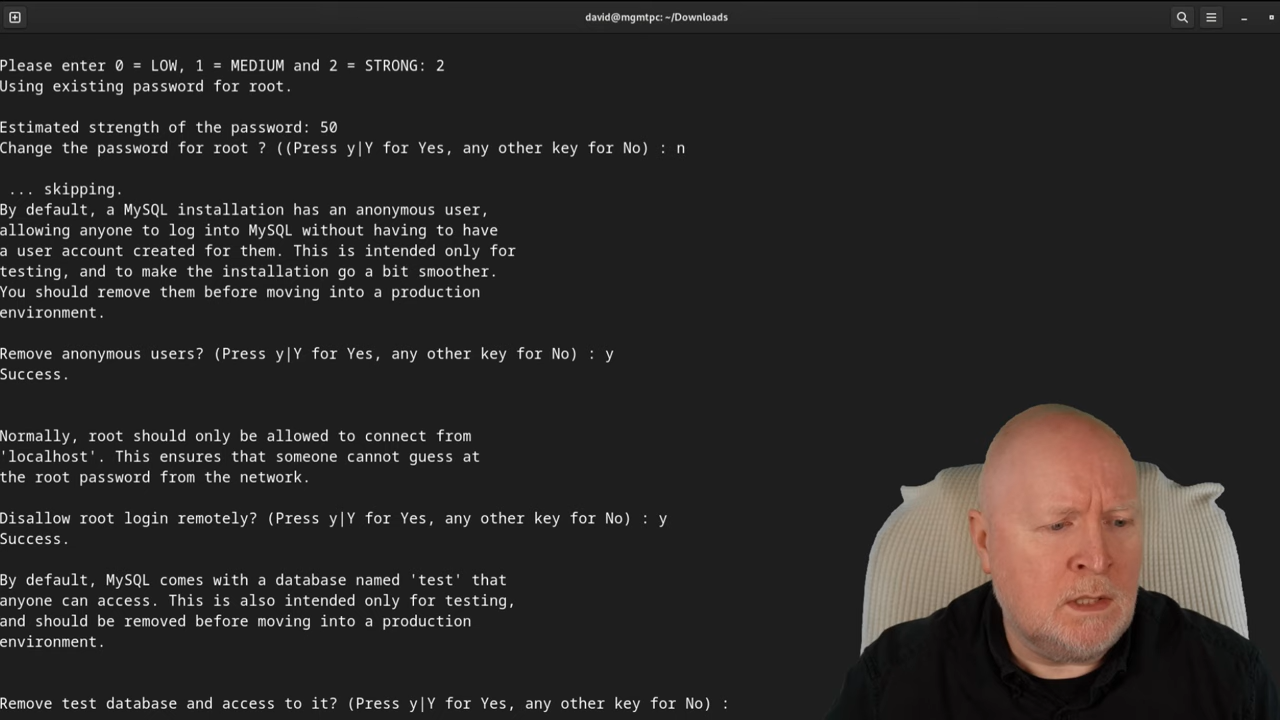 david@mgmtpc: ~/Downloads
Please enter 0 = LOW, 1 = MEDIUM and 2 = STRONG: 2
Using existing password for root.
Estimated strength of the password: 50
Change the password for root ? ((Press y|Y for Yes, any other key for No) : n
... skipping.
By default, a MySQL installation has an anonymous user,
allowing anyone to log into MySQL without having to have
a user account created for them. This is intended only for
testing, and to make the installation go a bit smoother.
You should remove them before moving into a production
environment.
Remove anonymous users? (Press y|Y for Yes, any other key for No) : y
Success.
Normally, root should only be allowed to connect from
'localhost'. This ensures that someone cannot guess at
the root password from the network.
Disallow root login remotely? (Press y|Y for Yes, any other key for No) : y
Success.
By default, MySQL comes with a database named 'test' that
anyone can access. This is also intended only for testing,
and should be removed before moving into a production
environment.
Remove test database and access to it? (Press y|Y for Yes, any other key for No) :